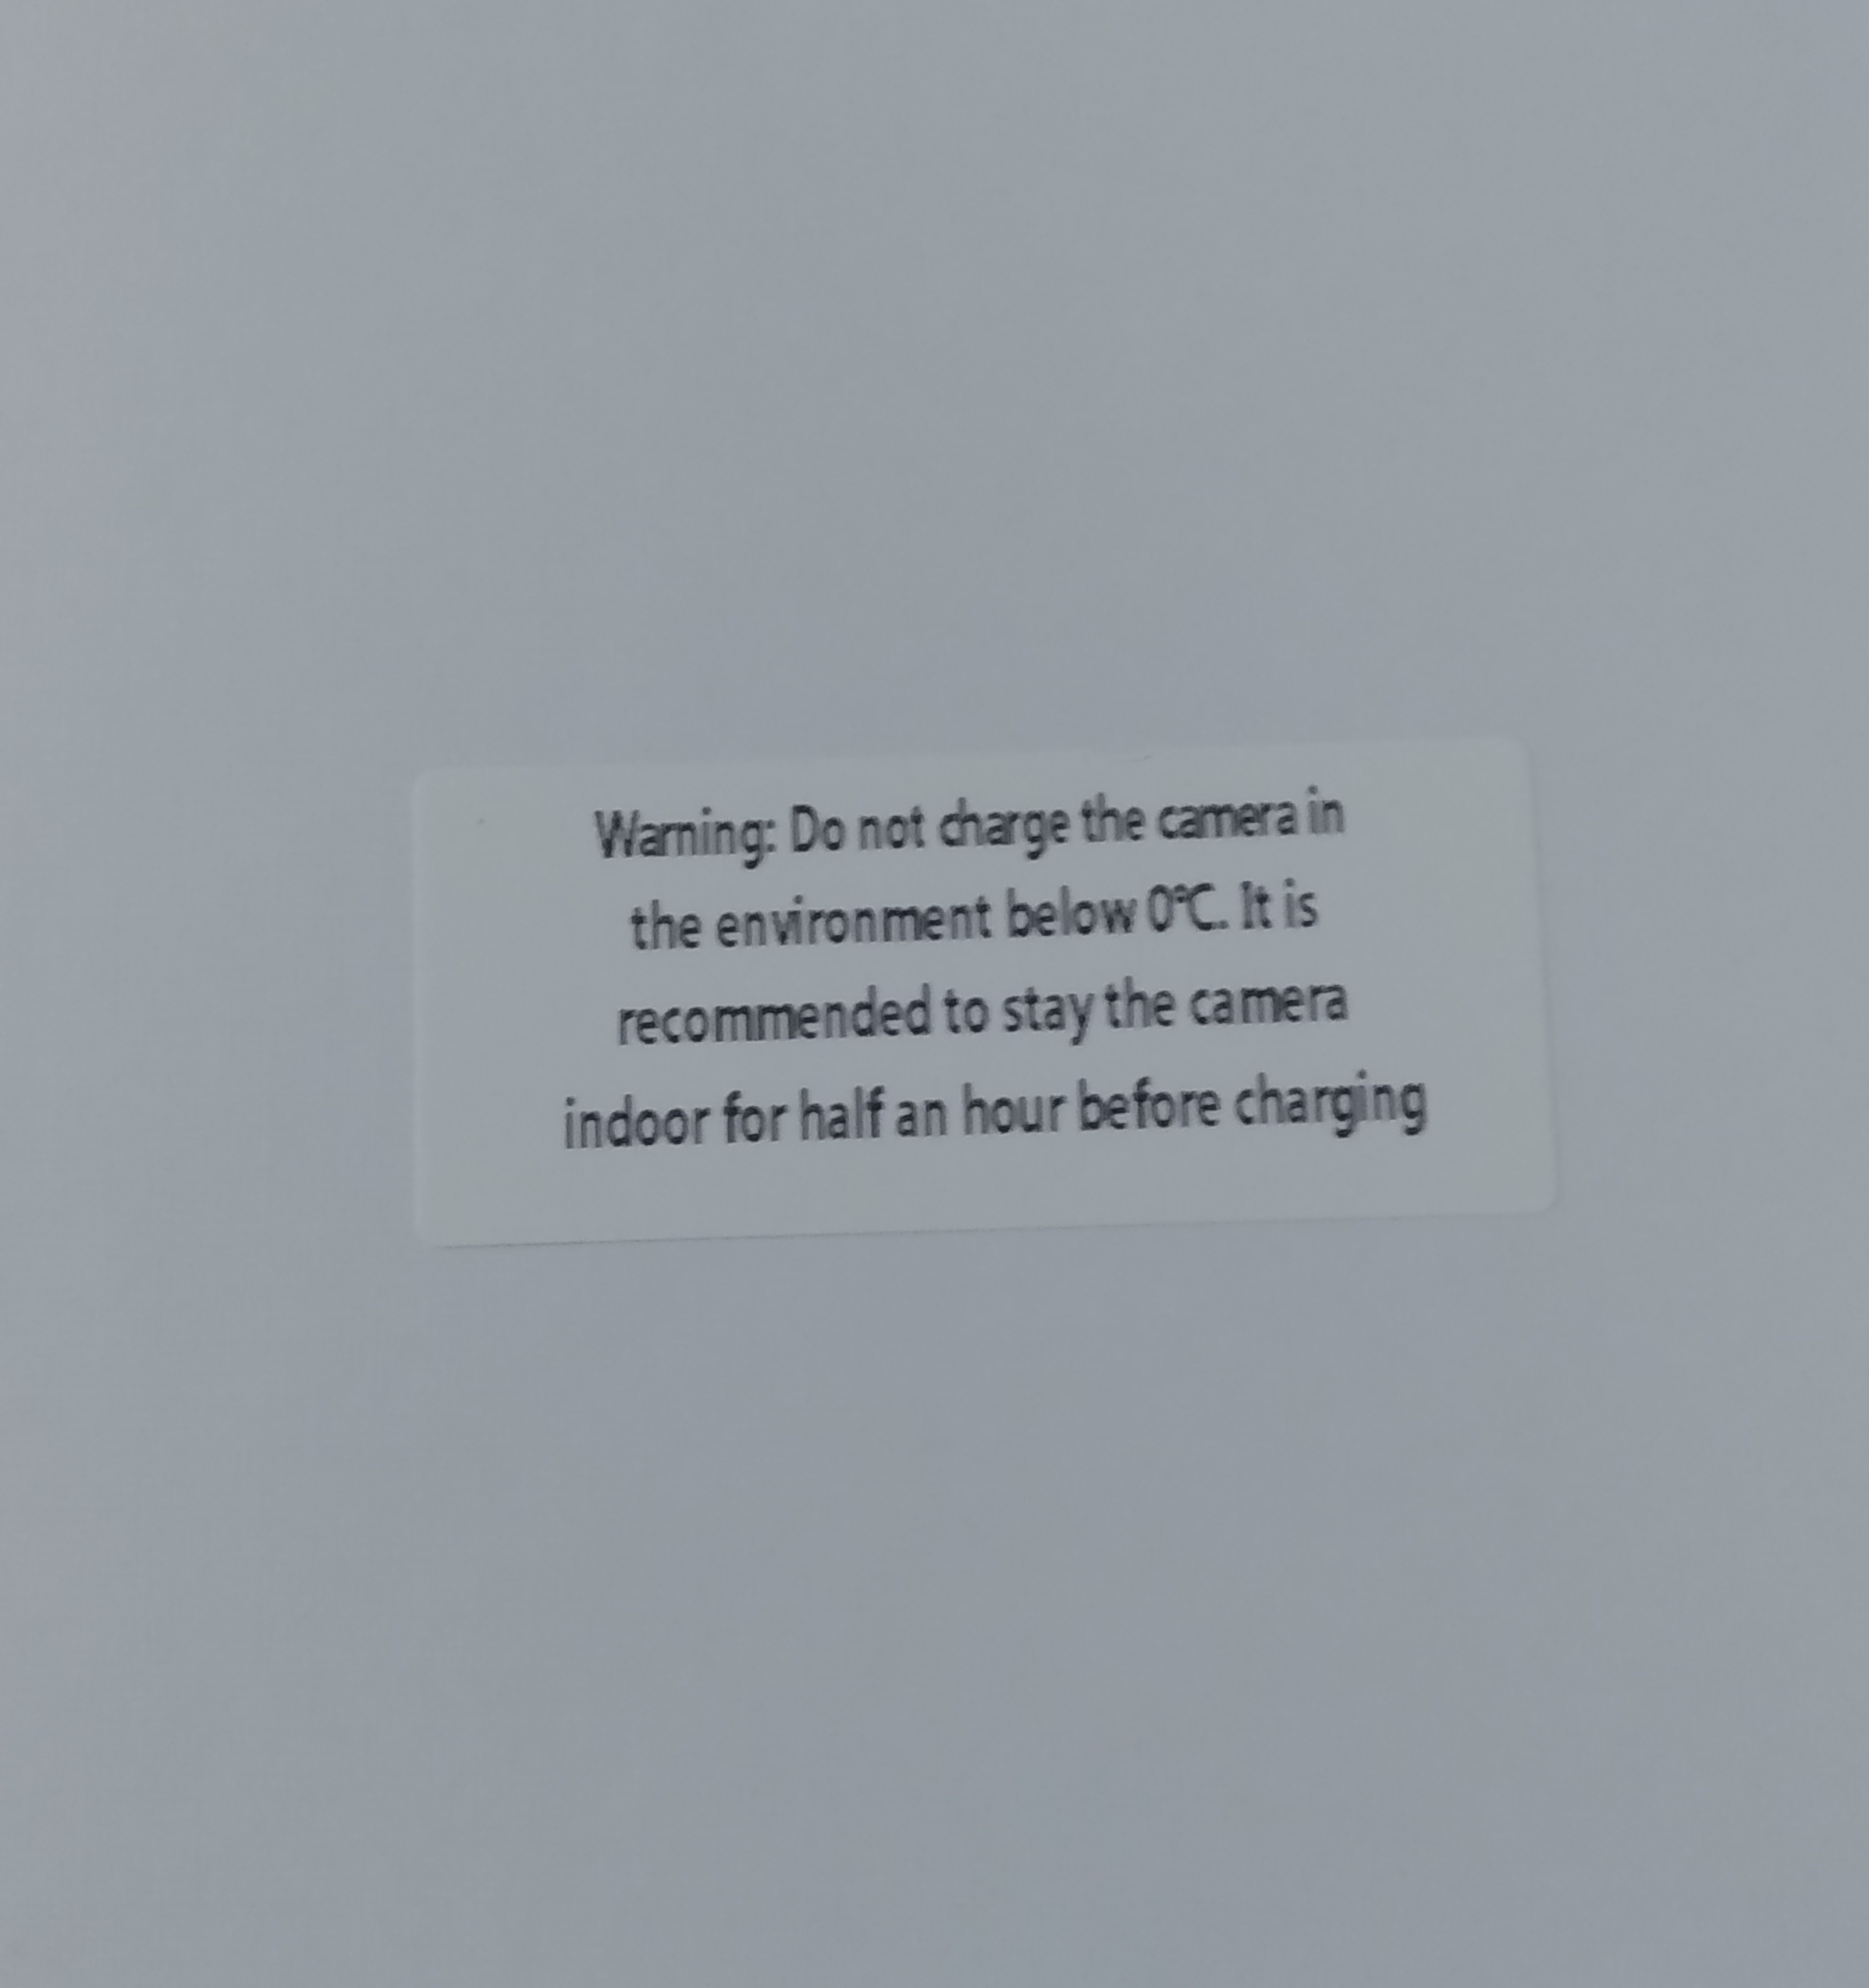 Warning: Do not charge the camera in
the environment below 0°C. It is
recommended to stay the camera
indoor for half an hour before charging